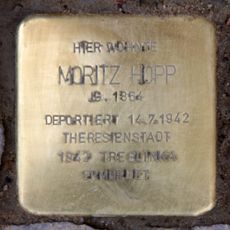 HIER WOHNTE
MORITZ HOPP
JG. 1864
DEPORTIERT 14.7.1942
THERESIENSTADT
1942 TREBLINKA
ERMORDET